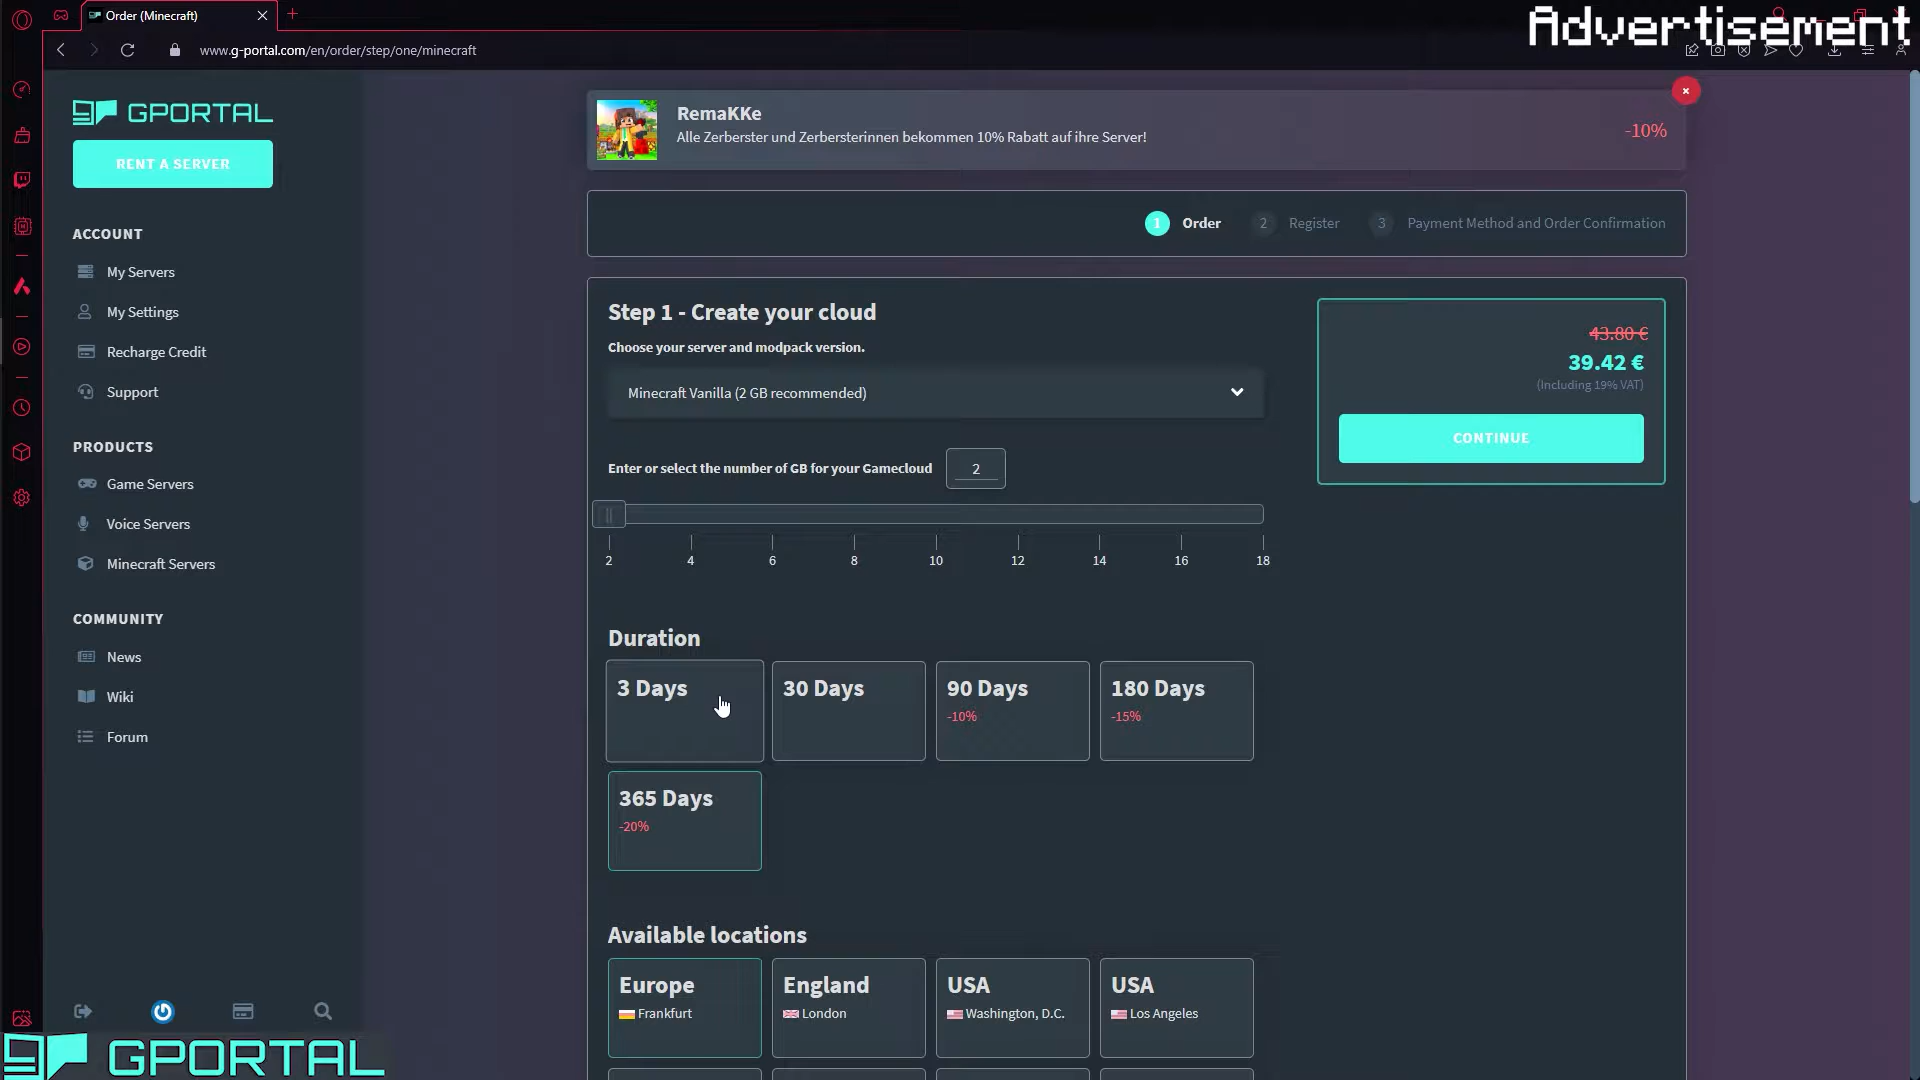 Order (Minecraft)
Advertisement
www.g-portal.com/en/order/step/one/minecraft
GPORTAL
RENT A SERVER
ACCOUNT
My Servers
My Settings
Recharge Credit
Support
PRODUCTS
Game Servers
Voice Servers
Minecraft Servers
COMMUNITY
News
Wiki
Forum
GPORTAL
RemaKKe
Alle Zerberster und Zerbersterinnen bekommen 10% Rabatt auf ihre Server!
-10%
1 Order 2 Register 3 Payment Method and Order Confirmation
Step 1 - Create your cloud
Choose your server and modpack version.
Minecraft Vanilla (2 GB recommended)
Enter or select the number of GB for your Gamecloud 2
2 4 6 8 10 12 14 16 18
43.80 €
39.42 €
(Including 19% VAT)
CONTINUE
Duration
3 Days
30 Days
90 Days
-10%
180 Days
-15%
365 Days
-20%
Available locations
Europe
Frankfurt
England
London
USA
Washington, D.C.
USA
Los Angeles